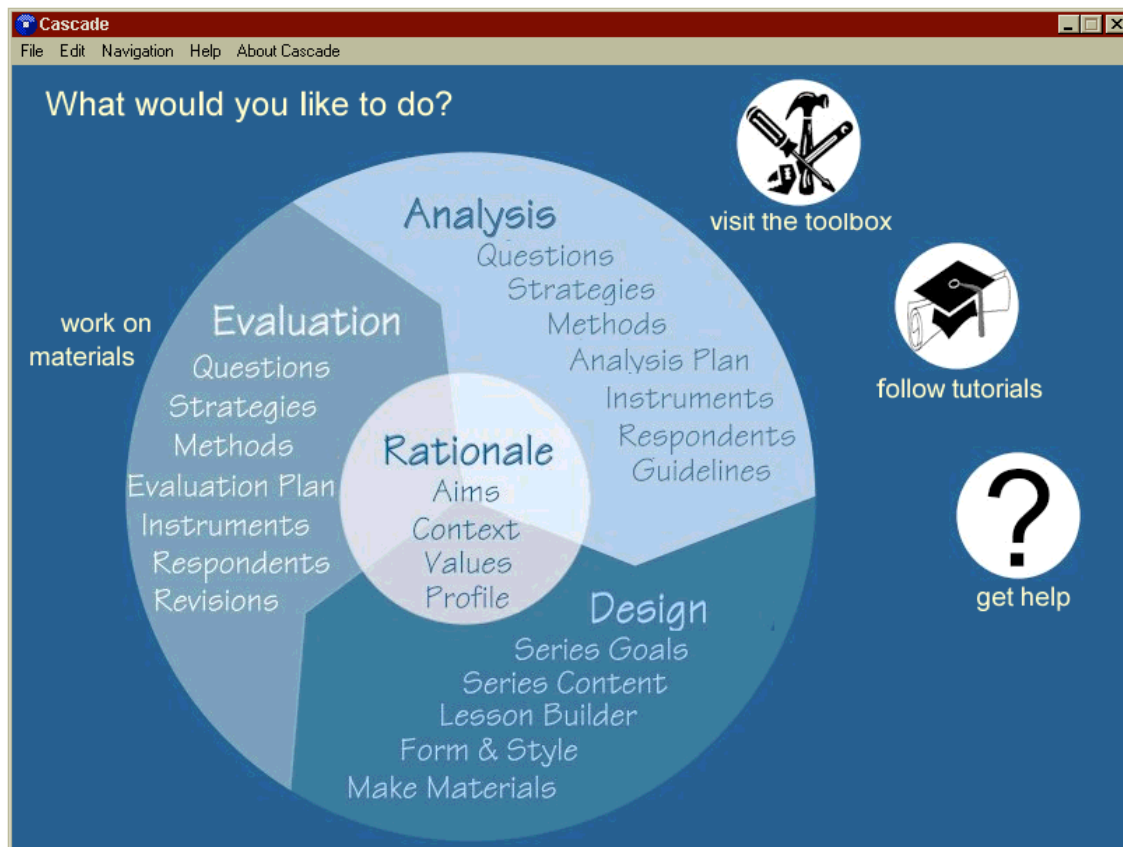 Cascade
File Edit Navigation Help About Cascade
What would you like to do?
visit the toolbox
follow tutorials
get help
work on
materials
Analysis
Questions
Strategies
Methods
Analysis Plan
Instruments
Respondents
Guidelines
Evaluation
Questions
Strategies
Methods
Evaluation Plan
Instruments
Respondents
Revisions
Rationale
Aims
Context
Values
Profile
Design
Series Goals
Series Content
Lesson Builder
Form & Style
Make Materials
?